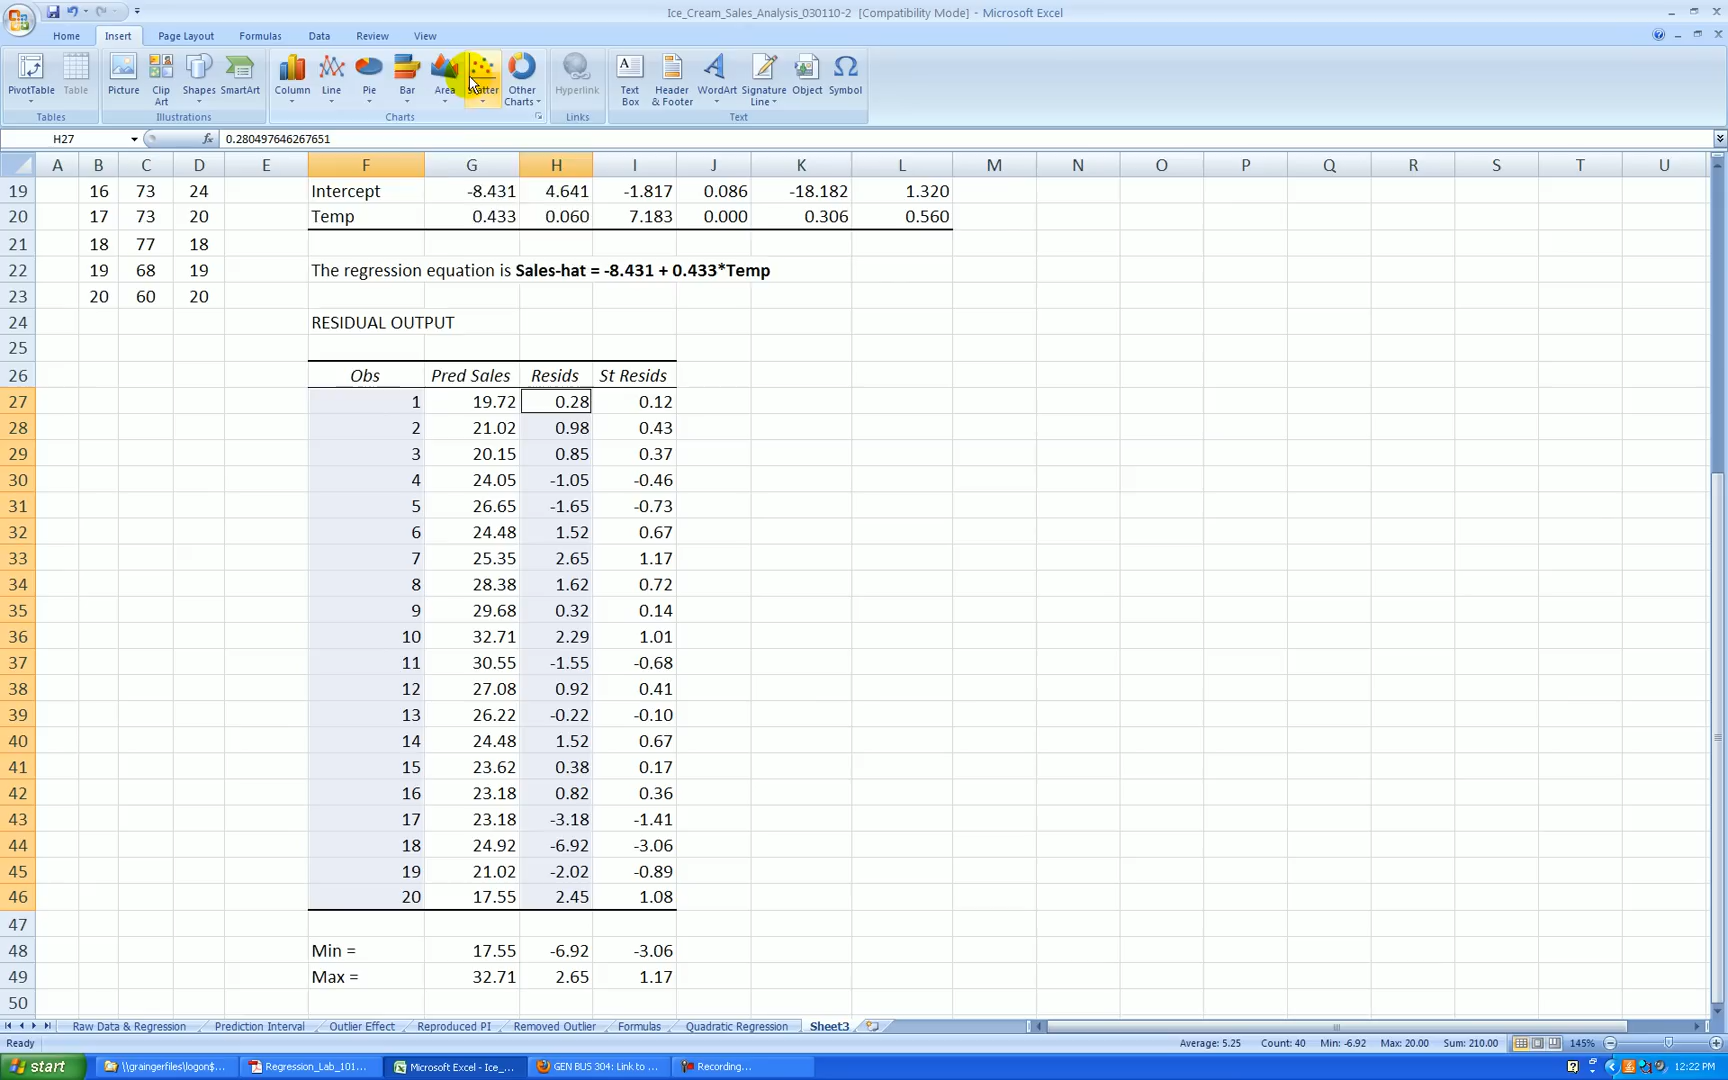 Ice_Cream_Sales_Analysis_030110-2 [Compatibility Mode] - Microsoft Excel
Home Insert Page Layout Formulas Data Review View
PivotTable Table Picture Clip Art Shapes SmartArt Column Line Pie Bar Area Scatter Other Charts Hyperlink Text Box Header & Footer WordArt Signature Line Object Symbol
Tables Illustrations Charts Links Text
H27 fx 0.280497646267651
A B C D E F G H I J K L M N O P Q R S T U
19 16 73 24 Intercept -8.431 4.641 -1.817 0.086 -18.182 1.320
20 17 73 20 Temp 0.433 0.060 7.183 0.000 0.306 0.560
21 18 77 18
22 19 68 19 The regression equation is Sales-hat = -8.431 + 0.433*Temp
23 20 60 20
24 RESIDUAL OUTPUT
25
26 Obs Pred Sales Resids St Resids
27 1 19.72 0.28 0.12
28 2 21.02 0.98 0.43
29 3 20.15 0.85 0.37
30 4 24.05 -1.05 -0.46
31 5 26.65 -1.65 -0.73
32 6 24.48 1.52 0.67
33 7 25.35 2.65 1.17
34 8 28.38 1.62 0.72
35 9 29.68 0.32 0.14
36 10 32.71 2.29 1.01
37 11 30.55 -1.55 -0.68
38 12 27.08 0.92 0.41
39 13 26.22 -0.22 -0.10
40 14 24.48 1.52 0.67
41 15 23.62 0.38 0.17
42 16 23.18 0.82 0.36
43 17 23.18 -3.18 -1.41
44 18 24.92 -6.92 -3.06
45 19 21.02 -2.02 -0.89
46 20 17.55 2.45 1.08
47
48 Min = 17.55 -6.92 -3.06
49 Max = 32.71 2.65 1.17
50
Raw Data & Regression Prediction Interval Outlier Effect Reproduced PI Removed Outlier Formulas Quadratic Regression Sheet3
Ready Average: 5.25 Count: 40 Min: -6.92 Max: 20.00 Sum: 210.00 145%
start \\graingerfiles\logon$... Regression_Lab_101... Microsoft Excel - Ice_... GEN BUS 304: Link to ... Recording... 12:22 PM